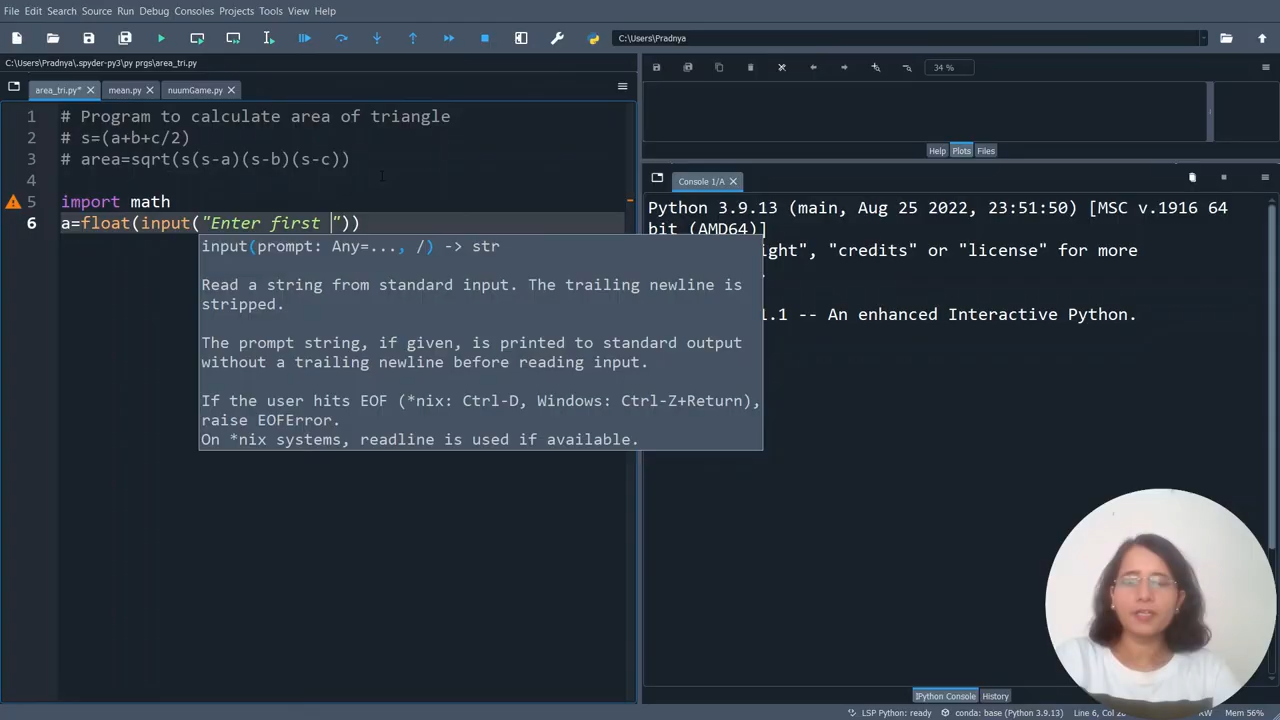 File Edit Search Source Run Debug Consoles Projects Tools View Help
C:\Users\Pradnya
C:\Users\Pradnya\.spyder-py3\py prgs\area_tri.py
area_tri.py* mean.py nuumGame.py
1 # Program to calculate area of triangle
2 # s=(a+b+c/2)
3 # area=sqrt(s(s-a)(s-b)(s-c))
4
5 import math
6 a=float(input("Enter first "))
input(prompt: Any=..., /) -> str
Read a string from standard input. The trailing newline is
stripped.
The prompt string, if given, is printed to standard output
without a trailing newline before reading input.
If the user hits EOF (*nix: Ctrl-D, Windows: Ctrl-Z+Return),
raise EOFError.
On *nix systems, readline is used if available.
34 %
Help Plots Files
Console 1/A
Python 3.9.13 (main, Aug 25 2022, 23:51:50) [MSC v.1916 64
bit (AMD64)]
ight", "credits" or "license" for more
.
1.1 -- An enhanced Interactive Python.
IPython Console History
LSP Python: ready conda: base (Python 3.9.13) Line 6, Col RW Mem 56%